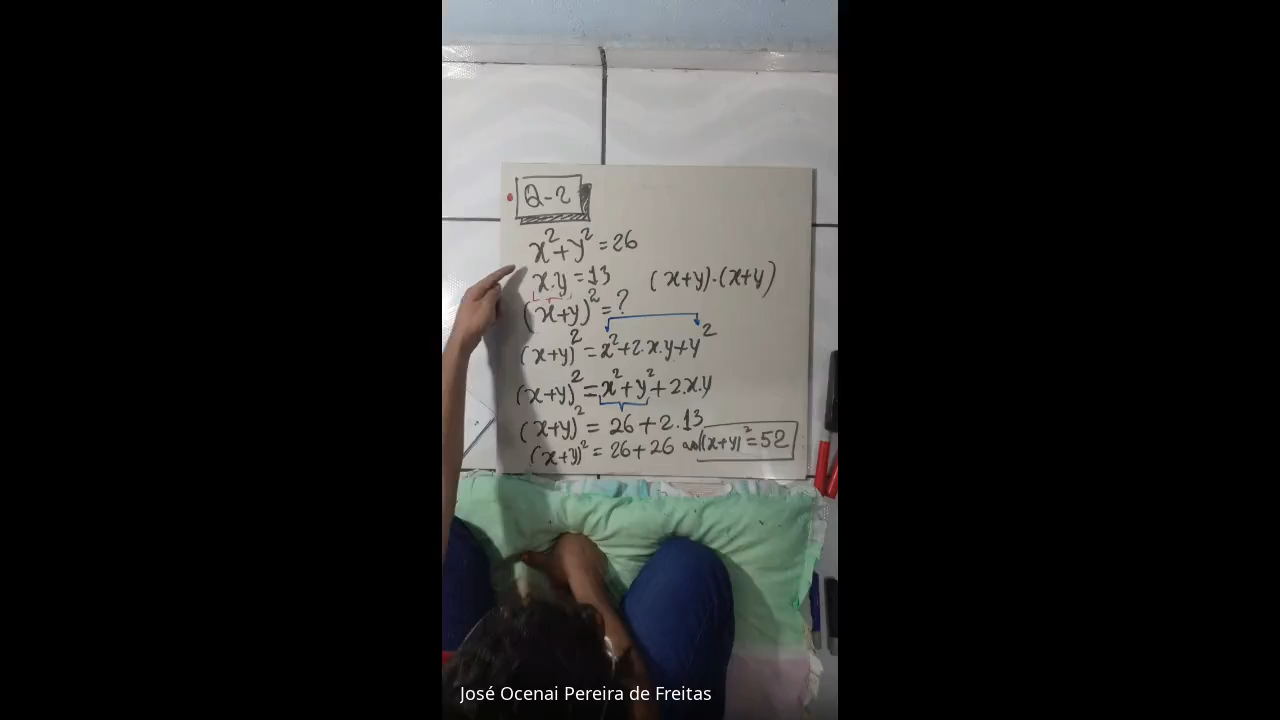 Q-2
x²+y²=26
x.y=13
(x+y).(x+y)
(x+y)²=?
(x+y)²=x²+2.x.y+y²
(x+y)²=x²+y²+2.x.y
(x+y)²=26+2.13
(x+y)²=26+26
(x+y)²=52
José Ocenai Pereira de Freitas